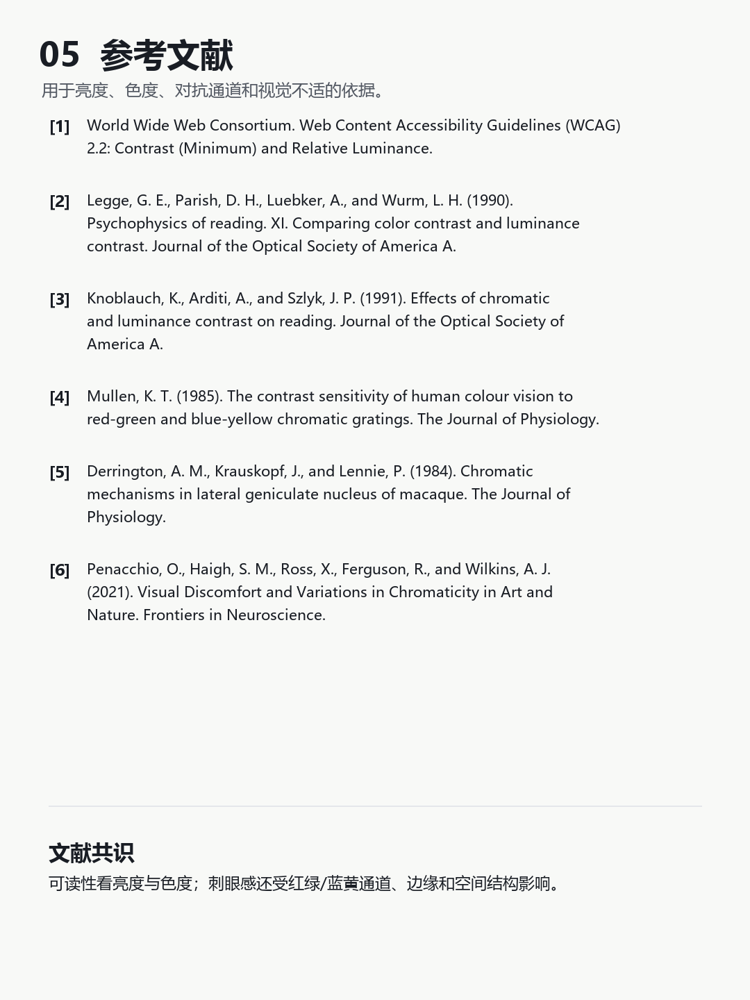 05 参考文献
用于亮度、色度、对抗通道和视觉不适的依据。
[1] World Wide Web Consortium. Web Content Accessibility Guidelines (WCAG)
2.2: Contrast (Minimum) and Relative Luminance.
[2] Legge, G. E., Parish, D. H., Luebker, A., and Wurm, L. H. (1990).
Psychophysics of reading. XI. Comparing color contrast and luminance
contrast. Journal of the Optical Society of America A.
[3] Knoblauch, K., Arditi, A., and Szlyk, J. P. (1991). Effects of chromatic
and luminance contrast on reading. Journal of the Optical Society of
America A.
[4] Mullen, K. T. (1985). The contrast sensitivity of human colour vision to
red-green and blue-yellow chromatic gratings. The Journal of Physiology.
[5] Derrington, A. M., Krauskopf, J., and Lennie, P. (1984). Chromatic
mechanisms in lateral geniculate nucleus of macaque. The Journal of
Physiology.
[6] Penacchio, O., Haigh, S. M., Ross, X., Ferguson, R., and Wilkins, A. J.
(2021). Visual Discomfort and Variations in Chromaticity in Art and
Nature. Frontiers in Neuroscience.
文献共识
可读性看亮度与色度；刺眼感还受红绿/蓝黄通道、边缘和空间结构影响。